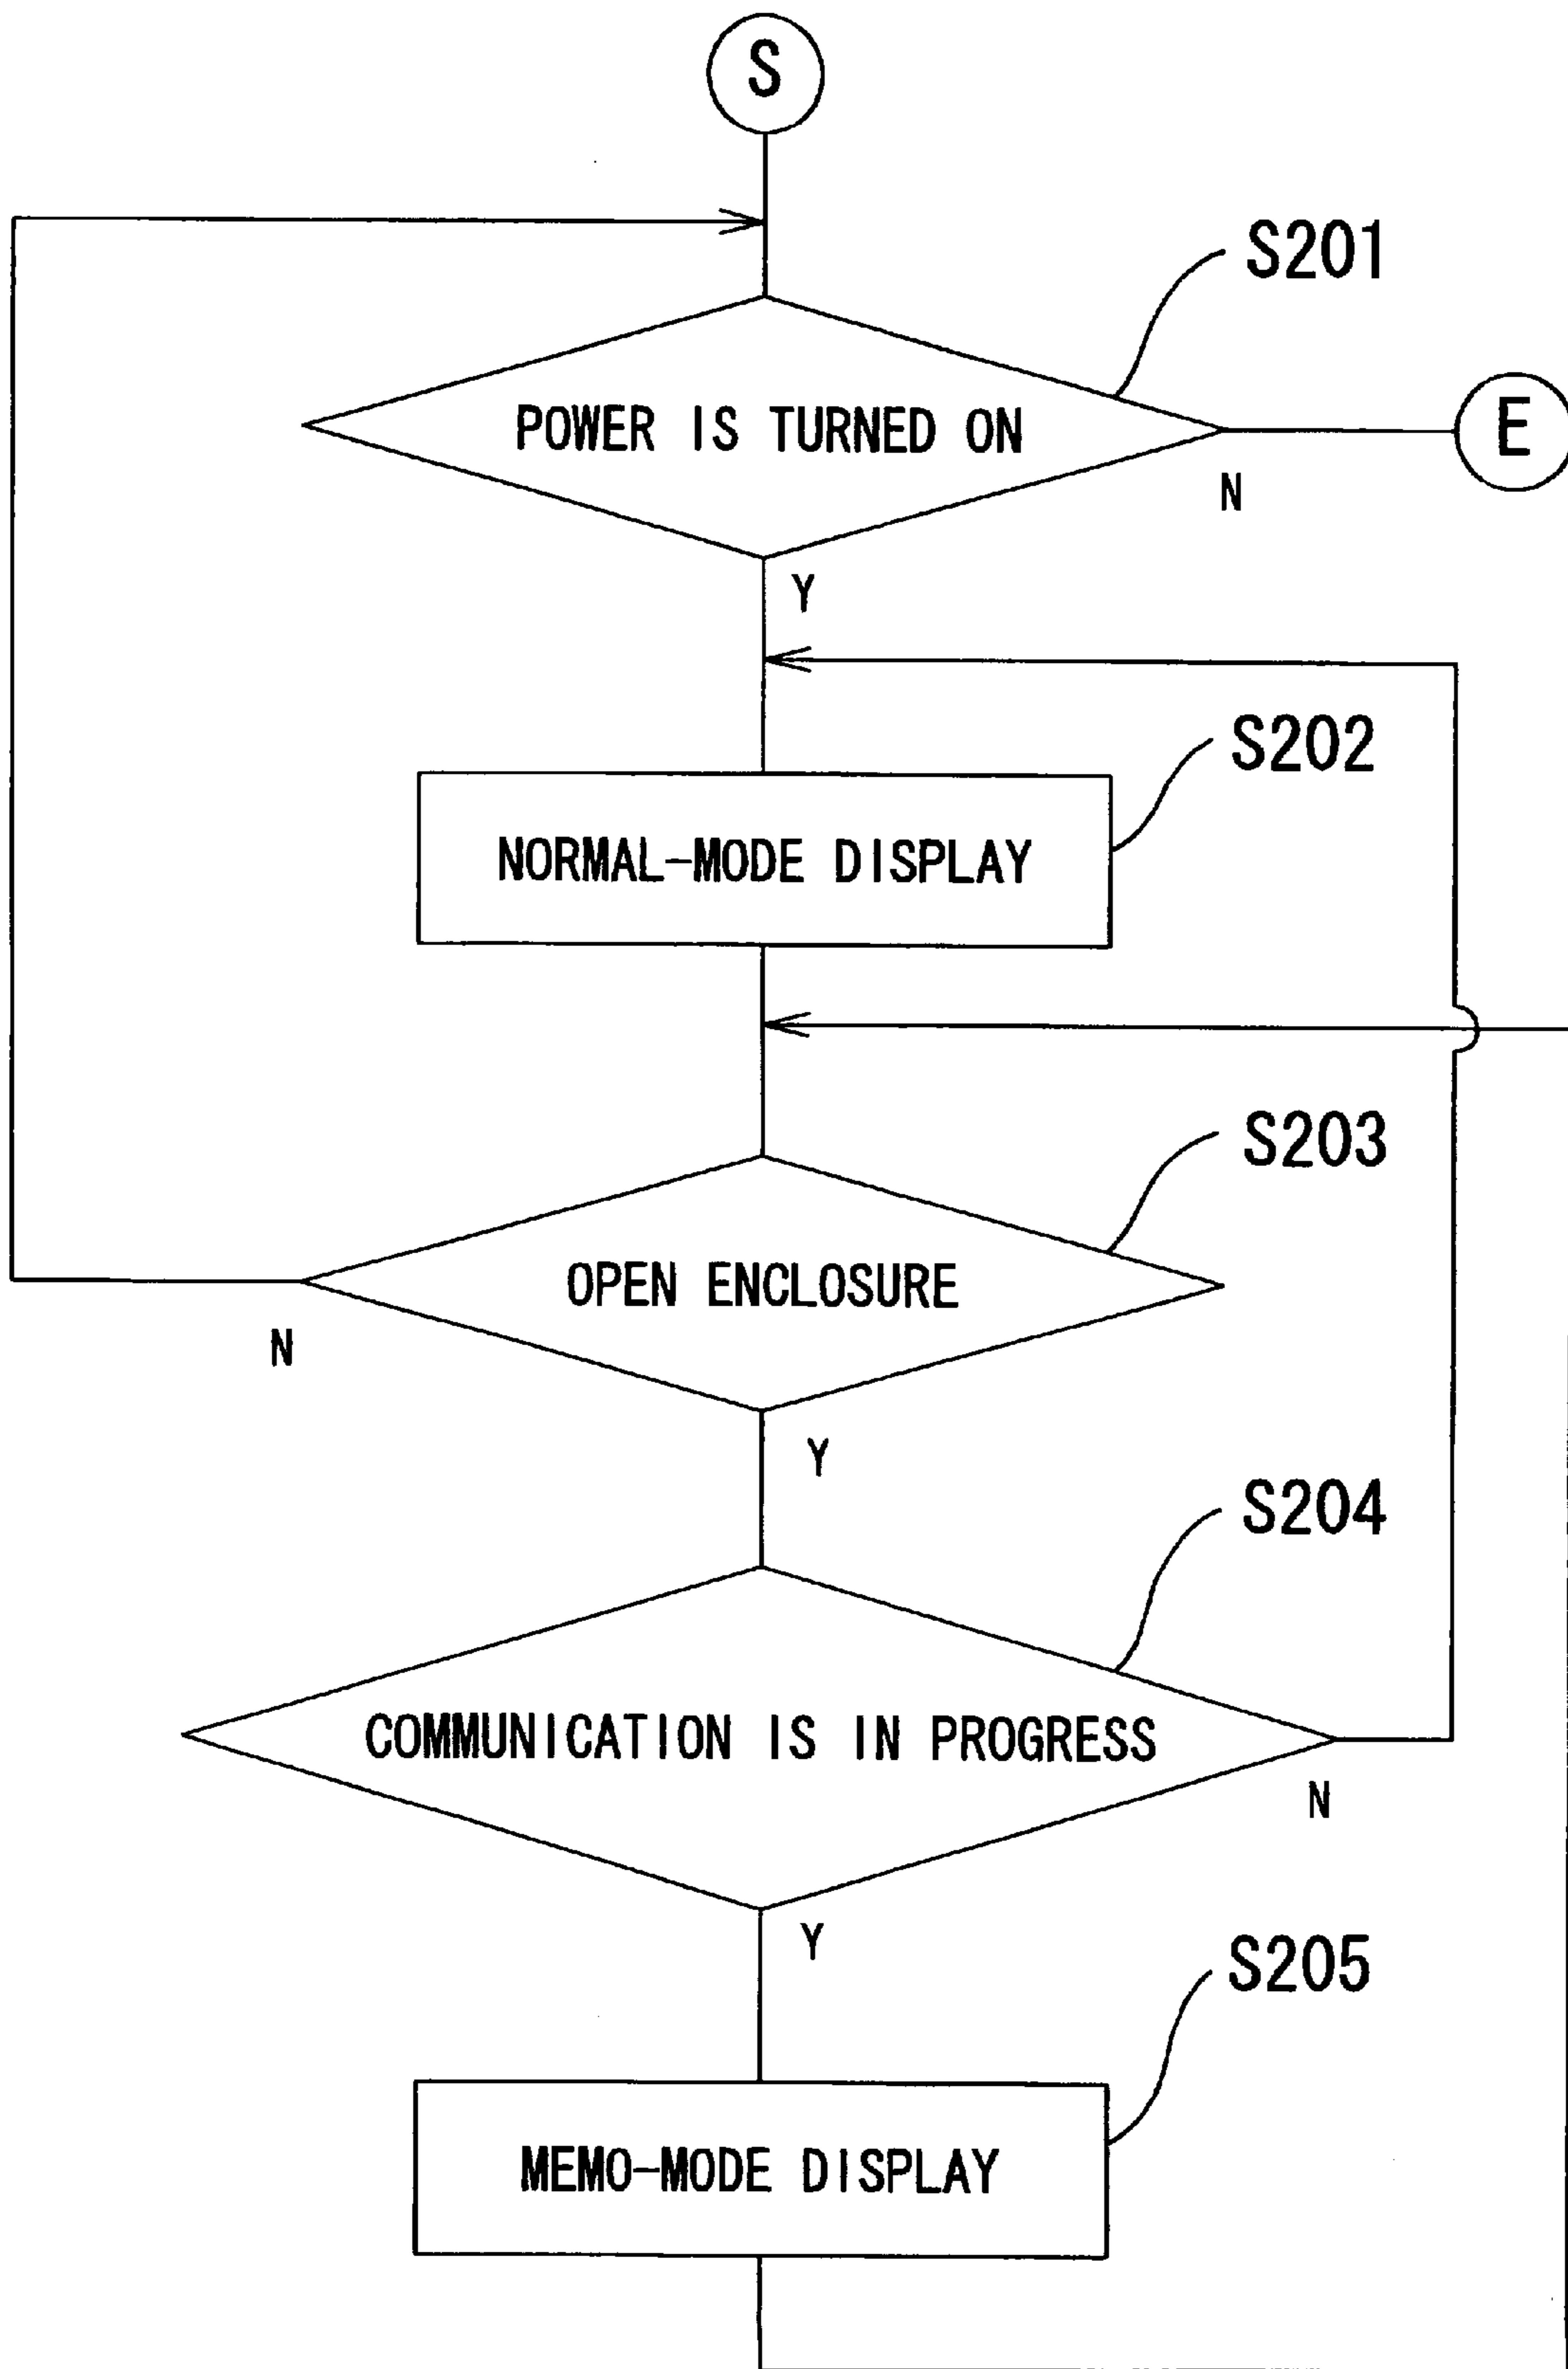 S
S201
POWER IS TURNED ON
E
N
Y
S202
NORMAL-MODE DISPLAY
S203
OPEN ENCLOSURE
N
Y
S204
COMMUNICATION IS IN PROGRESS
N
Y
S205
MEMO-MODE DISPLAY